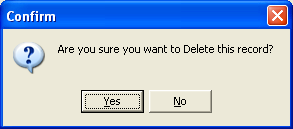 Confirm
Are you sure you want to Delete this record?
Yes
No